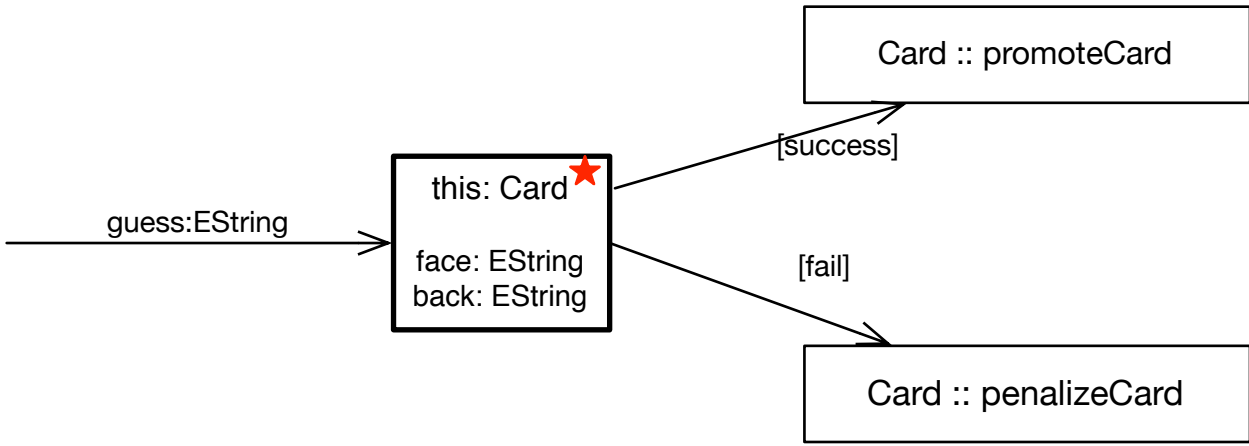 Card :: promoteCard
[success]
this: Card
guess:EString
face: EString
back: EString
[fail]
Card :: penalizeCard